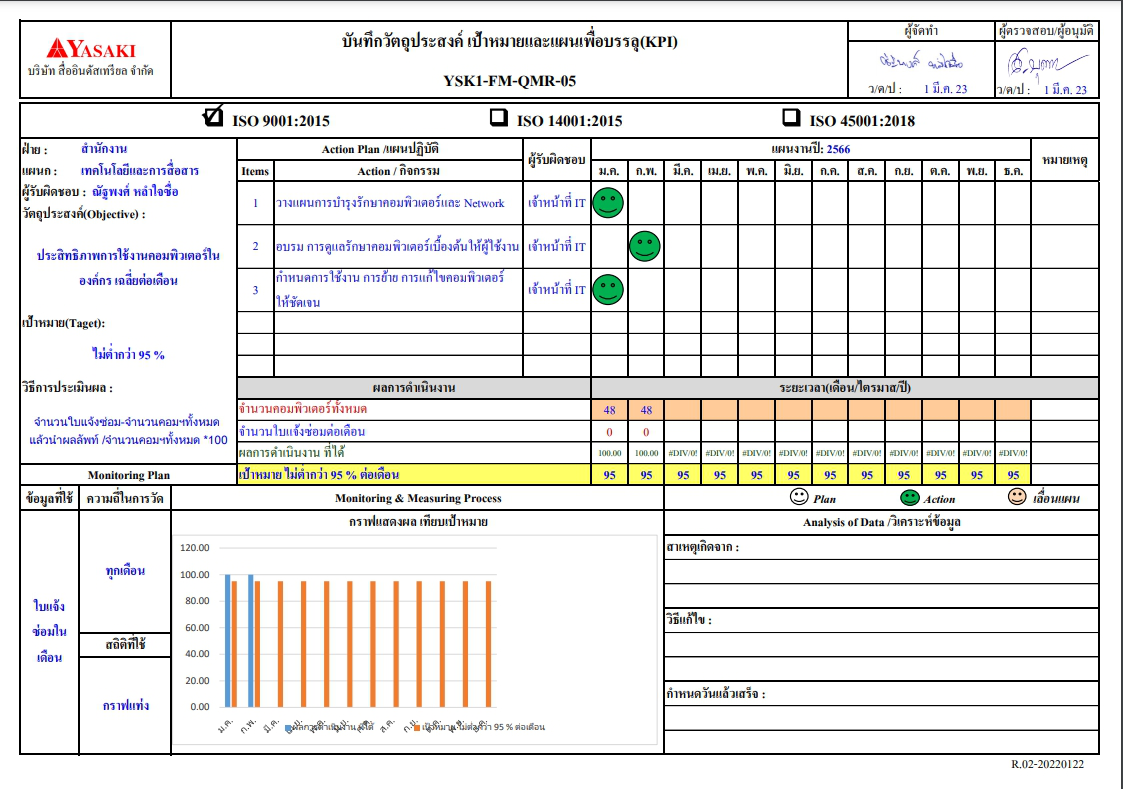 YASAKI
บริษัท สี่ออินดัสเทรียล จำกัด
บันทึกวัตถุประสงค์ เป้าหมายและแผนเพื่อบรรลุ(KPI)
YSK1-FM-QMR-05
ผู้จัดทำ
ผู้ตรวจสอบ/ผู้อนุมัติ
ว/ด/ป : 1 มี.ค. 23
ว/ด/ป : 1 มี.ค. 23
ISO 9001:2015
ISO 14001:2015
ISO 45001:2018
ฝ่าย : สำนักงาน
แผนก : เทคโนโลยีและการสื่อสาร
ผู้รับผิดชอบ : ณัฐพงศ์ หลำใจซื่อ
วัตถุประสงค์(Objective) :
ประสิทธิภาพการใช้งานคอมพิวเตอร์ใน
องค์กร เฉลี่ยต่อเดือน
เป้าหมาย(Taget):
ไม่ต่ำกว่า 95 %
วิธีการประเมินผล :
จำนวนใบแจ้งซ่อม-จำนวนคอมฯทั้งหมด
แล้วนำผลลัพท์ /จำนวนคอมฯทั้งหมด *100
Action Plan /แผนปฏิบัติ
ผู้รับผิดชอบ
แผนงานปี: 2566
หมายเหตุ
Items
Action / กิจกรรม
ม.ค. ก.พ. มี.ค. เม.ย. พ.ค. มิ.ย. ก.ค. ส.ค. ก.ย. ต.ค. พ.ย. ธ.ค.
1 วางแผนการบำรุงรักษาคอมพิวเตอร์และ Network เจ้าหน้าที่ IT
2 อบรม การดูแลรักษาคอมพิวเตอร์เบื้องต้นให้ผู้ใช้งาน เจ้าหน้าที่ IT
3 กำหนดการใช้งาน การย้าย การแก้ไขคอมพิวเตอร์
ให้ชัดเจน
เจ้าหน้าที่ IT
ผลการดำเนินงาน
ระยะเวลา(เดือน/ไตรมาส/ปี)
จำนวนคอมพิวเตอร์ทั้งหมด 48 48
จำนวนใบแจ้งซ่อมต่อเดือน 0 0
ผลการดำเนินงาน ที่ได้ 100.00 100.00 #DIV/0! #DIV/0! #DIV/0! #DIV/0! #DIV/0! #DIV/0! #DIV/0! #DIV/0! #DIV/0! #DIV/0!
เป้าหมาย ไม่ต่ำกว่า 95 % ต่อเดือน 95 95 95 95 95 95 95 95 95 95 95 95
Monitoring Plan
ข้อมูลที่ใช้
ความถี่ในการวัด
ใบแจ้ง
ซ่อมใน
เดือน
ทุกเดือน
สถิติที่ใช้
กราฟแท่ง
Monitoring & Measuring Process
กราฟแสดงผล เทียบเป้าหมาย
120.00
100.00
80.00
60.00
40.00
20.00
0.00
ม.ค. ก.พ. มี.ค. ส.ค. ก.ย.
ผลการดำเนินงาน ที่ได้
เป้าหมาย ไม่ต่ำกว่า 95 % ต่อเดือน
Plan
Action
เลื่อนแผน
Analysis of Data /วิเคราะห์ข้อมูล
สาเหตุเกิดจาก :
วิธีแก้ไข :
กำหนดวันแล้วเสร็จ :
R.02-20220122